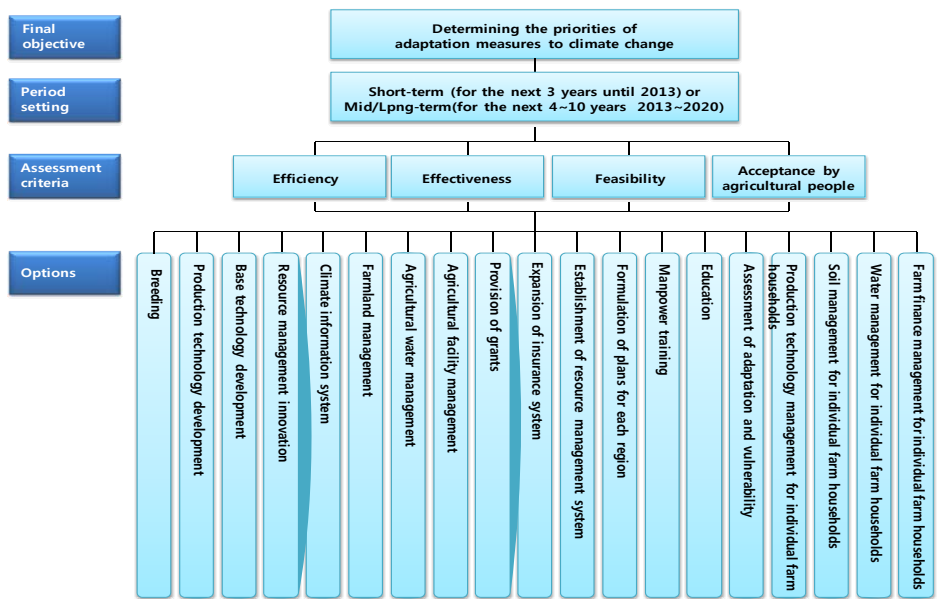 Final
objective
Determining the priorities of
adaptation measures to climate change
Period
setting
Short-term (for the next 3 years until 2013) or
Mid/Lpng-term(for the next 4~10 years 2013~2020)
Assessment
criteria
Efficiency
Effectiveness
Feasibility
Acceptance by
agricultural people
Options
Breeding
Production technology development
Base technology development
Resource management innovation
Climate information system
Farmland management
Agricultural water management
Agricultural facility management
Provision of grants
Expansion of insurance system
Establishment of resource management system
Formulation of plans for each region
Manpower training
Education
Assessment of adaptation and vulnerability
Production technology management for individual farm
households
Soil management for individual farm households
Water management for individual farm households
Farm finance management for individual farm households